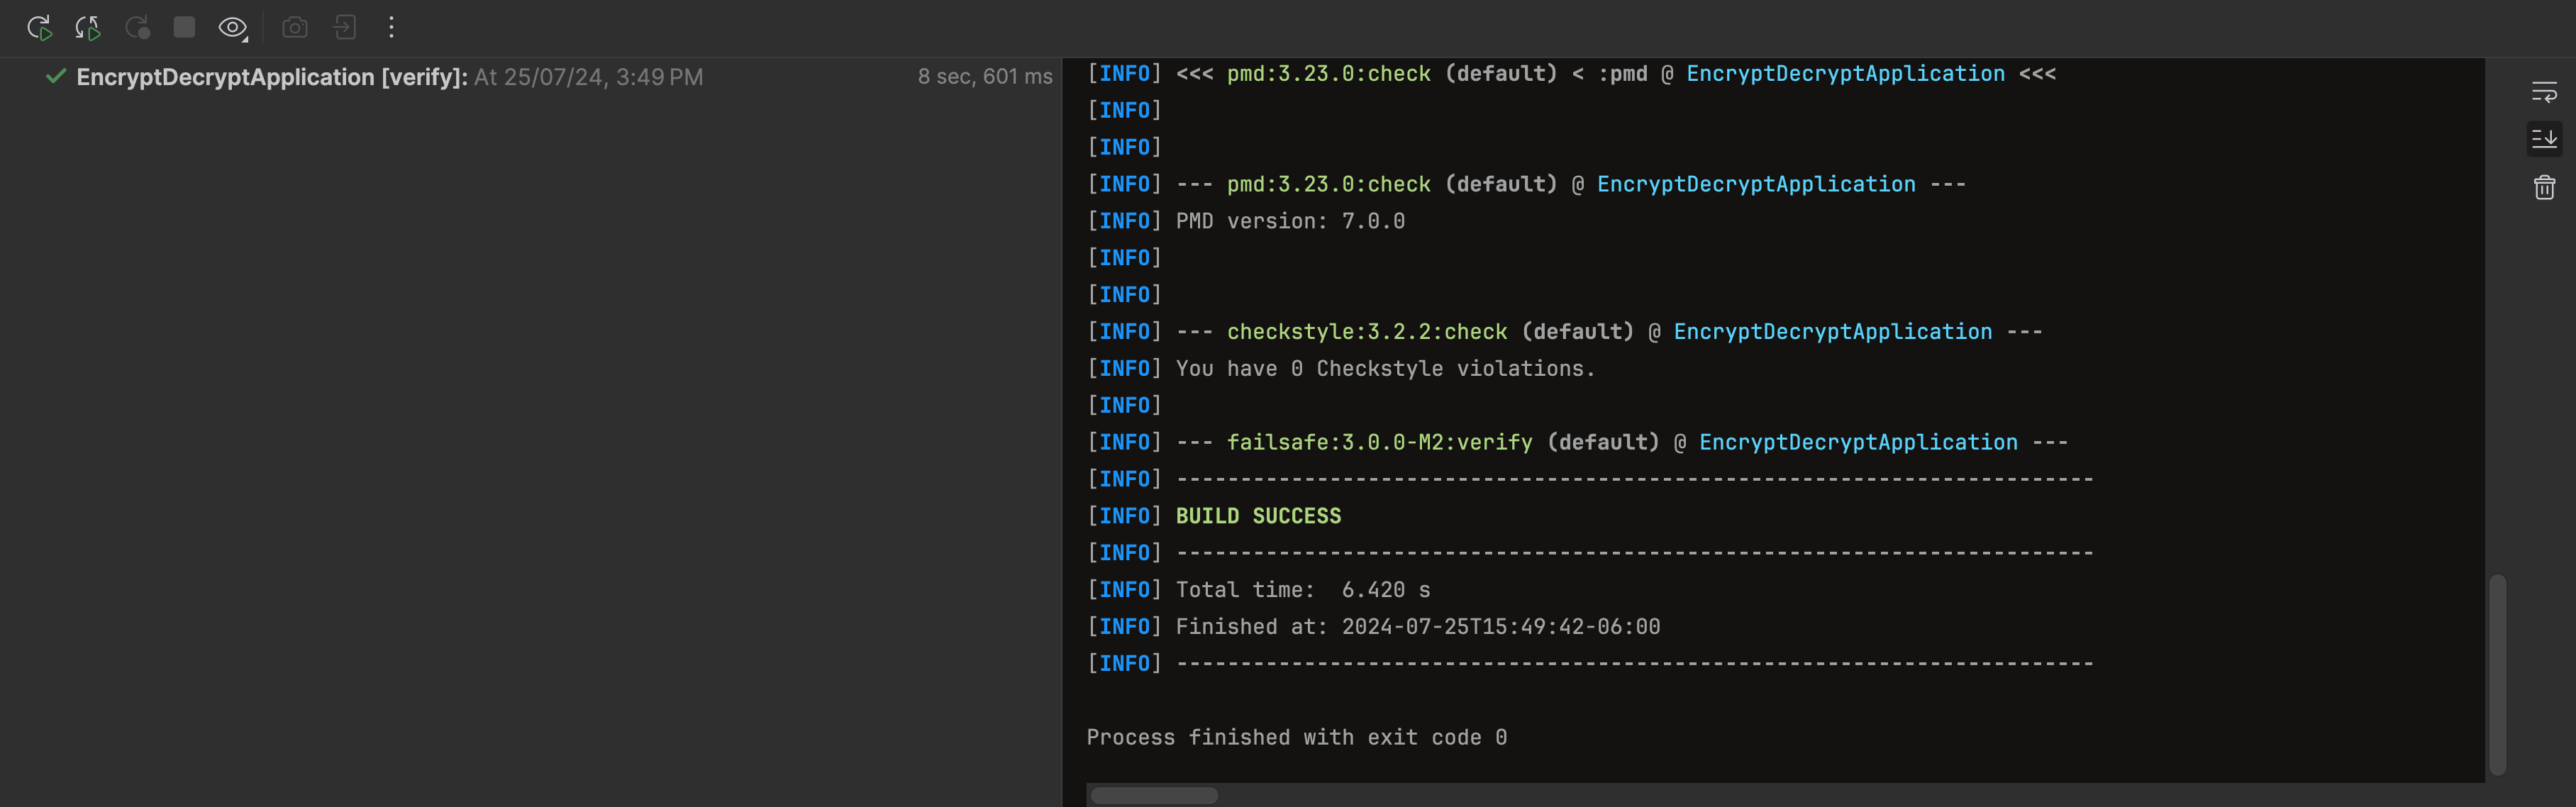 EncryptDecryptApplication [verify]: At 25/07/24, 3:49 PM 8 sec, 601 ms
[INFO] <<< pmd:3.23.0:check (default) < :pmd @ EncryptDecryptApplication <<<
[INFO]
[INFO]
[INFO] --- pmd:3.23.0:check (default) @ EncryptDecryptApplication ---
[INFO] PMD version: 7.0.0
[INFO]
[INFO]
[INFO] --- checkstyle:3.2.2:check (default) @ EncryptDecryptApplication ---
[INFO] You have 0 Checkstyle violations.
[INFO]
[INFO] --- failsafe:3.0.0-M2:verify (default) @ EncryptDecryptApplication ---
[INFO] ------------------------------------------------------------------------
[INFO] BUILD SUCCESS
[INFO] ------------------------------------------------------------------------
[INFO] Total time:  6.420 s
[INFO] Finished at: 2024-07-25T15:49:42-06:00
[INFO] ------------------------------------------------------------------------
Process finished with exit code 0